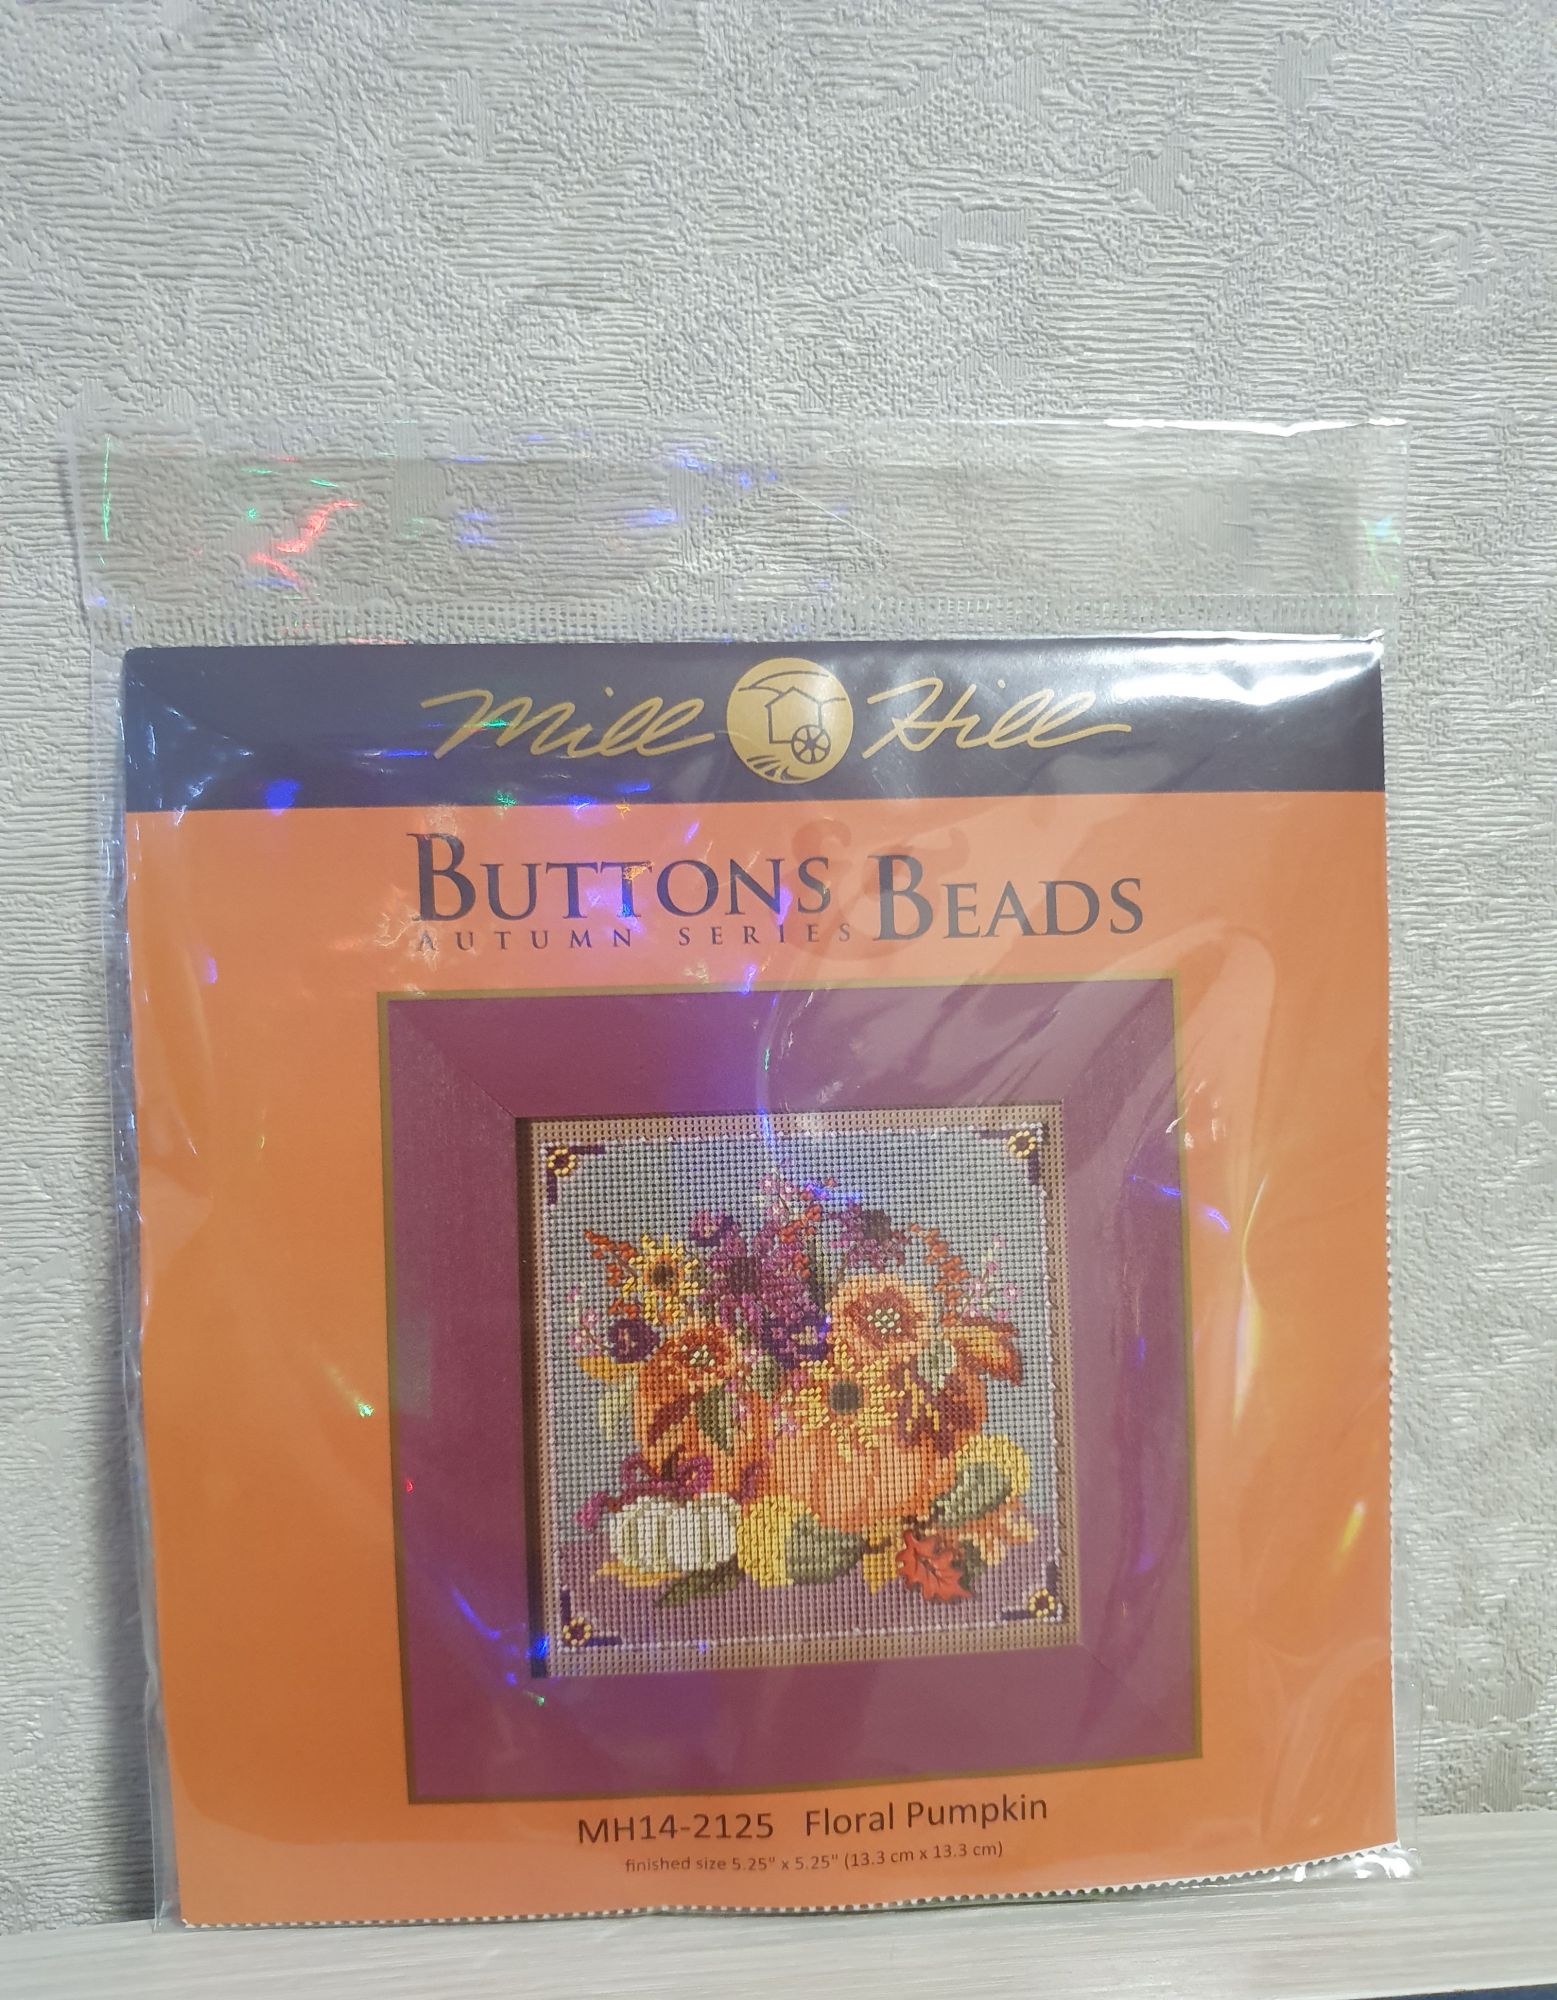 Mill Hill
BUTTONS & BEADS
AUTUMN SERIES
MH14-2125 Floral Pumpkin
finished size 5.25" x 5.25" (13.3 cm x 13.3 cm)